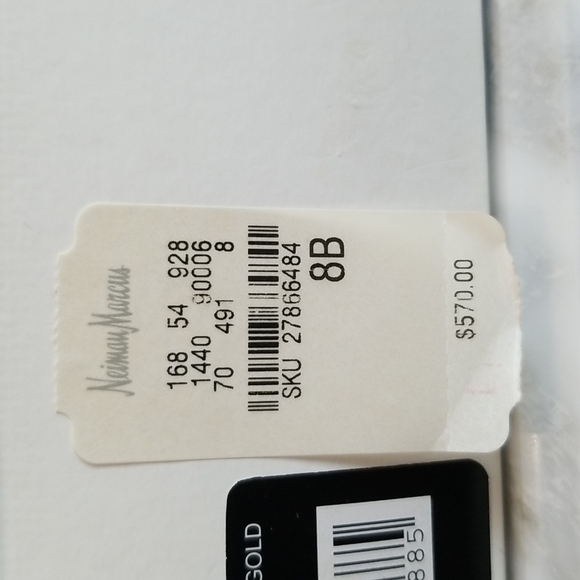 Neiman Marcus
168 54 928
1440 90006
70 491 8
SKU 27866484
8B
$570.00
GOLD
885